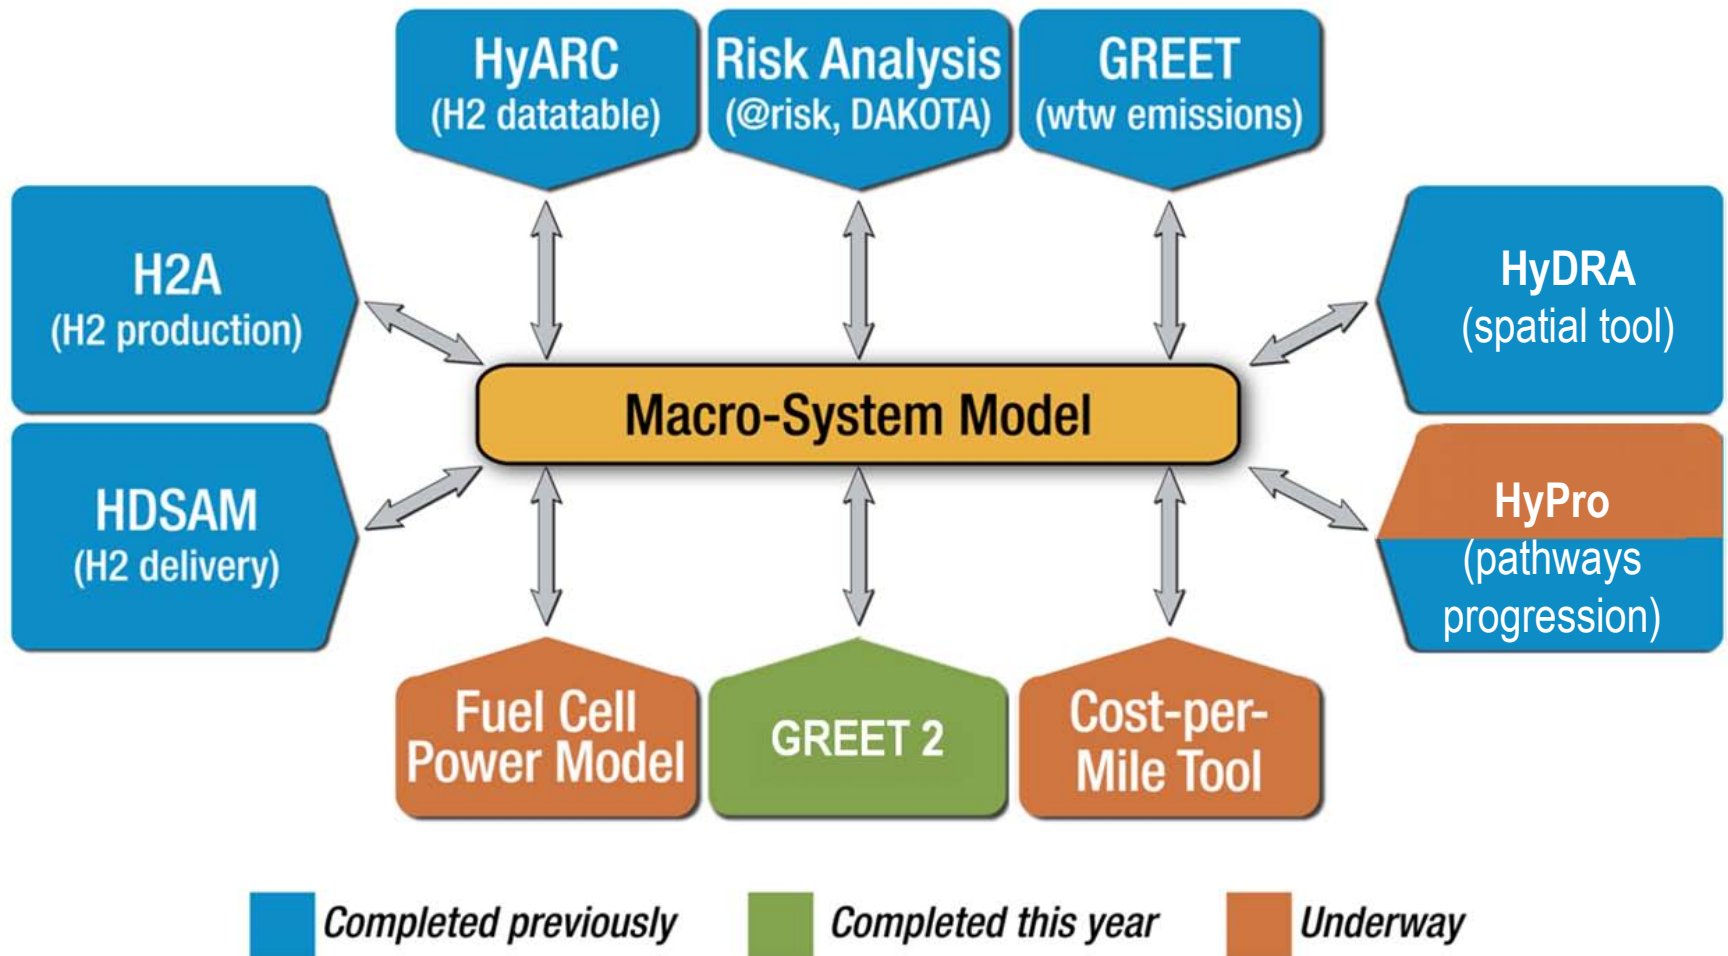 HyARC
(H2 datatable)
Risk Analysis
(@risk, DAKOTA)
GREET
(wtw emissions)
H2A
(H2 production)
HyDRA
(spatial tool)
Macro-System Model
HDSAM
(H2 delivery)
HyPro
(pathways
progression)
Fuel Cell
Power Model
GREET 2
Cost-per-
Mile Tool
Completed previously
Completed this year
Underway